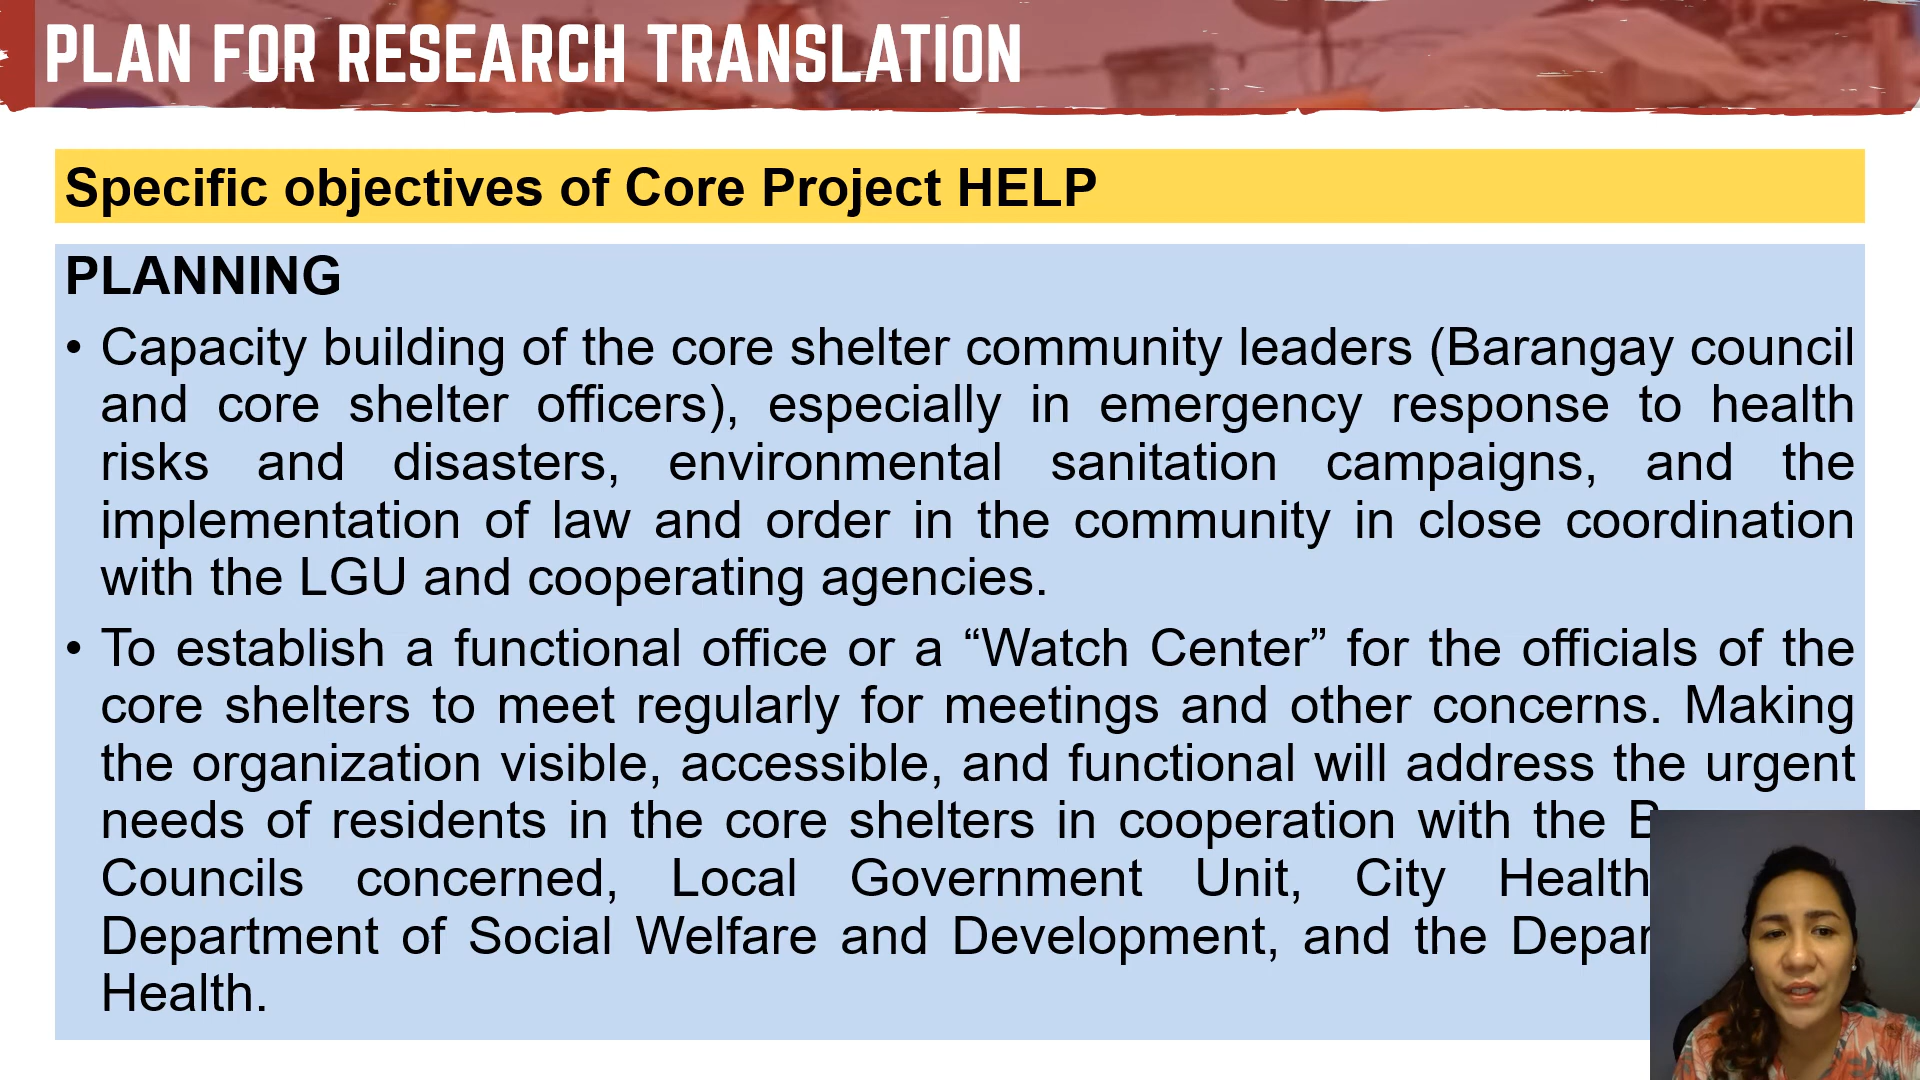 PLAN FOR RESEARCH TRANSLATION
Specific objectives of Core Project HELP
PLANNING
• Capacity building of the core shelter community leaders (Barangay council
and core shelter officers), especially in emergency response to health
risks and disasters, environmental sanitation campaigns, and the
implementation of law and order in the community in close coordination
with the LGU and cooperating agencies.
• To establish a functional office or a “Watch Center” for the officials of the
core shelters to meet regularly for meetings and other concerns. Making
the organization visible, accessible, and functional will address the urgent
needs of residents in the core shelters in cooperation with the
Councils concerned, Local Government Unit, City Health
Department of Social Welfare and Development, and the
Health.